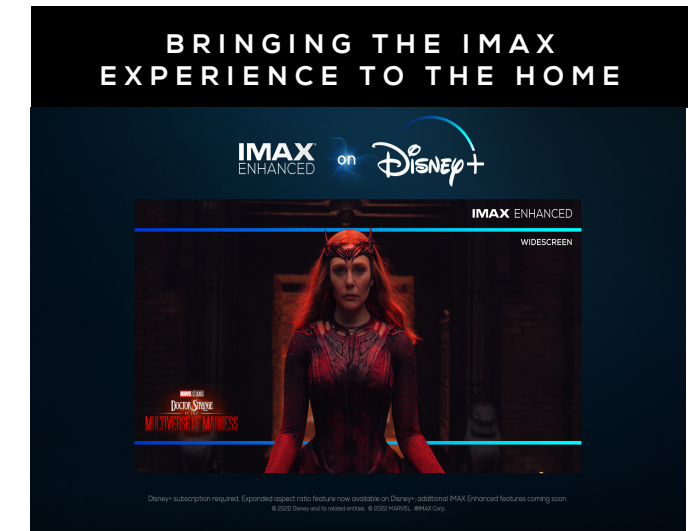 BRINGING THE IMAX
EXPERIENCE TO THE HOME
IMAX® on Disney+
ENHANCED
IMAX ENHANCED
WIDESCREEN
MARVEL STUDIOS
DOCTOR STRANGE
IN THE
MULTIVERSE OF MADNESS
Disney+ subscription required. Expanded aspect ratio feature now available on Disney+; additional IMAX Enhanced features coming soon.
© 2022 Disney and its related entities. © 2022 MARVEL. ®IMAX Corp.